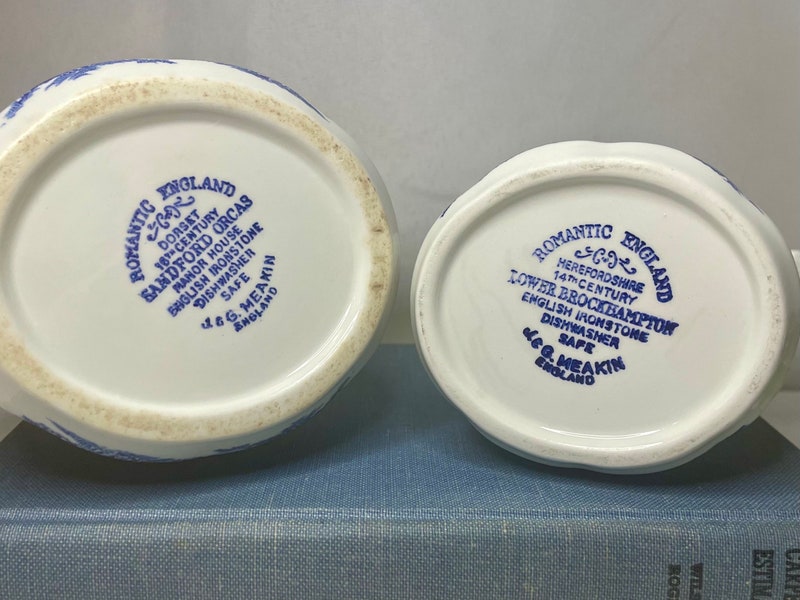 ROMANTIC ENGLAND
DORSET
16TH CENTURY
SANDFORD ORCAS
MANOR HOUSE
ENGLISH IRONSTONE
DISHWASHER
SAFE
J & G. MEAKIN
ENGLAND
ROMANTIC ENGLAND
HEREFORDSHIRE
14TH CENTURY
LOWER BROCKHAMPTON
ENGLISH IRONSTONE
DISHWASHER
SAFE
J & G. MEAKIN
ENGLAND